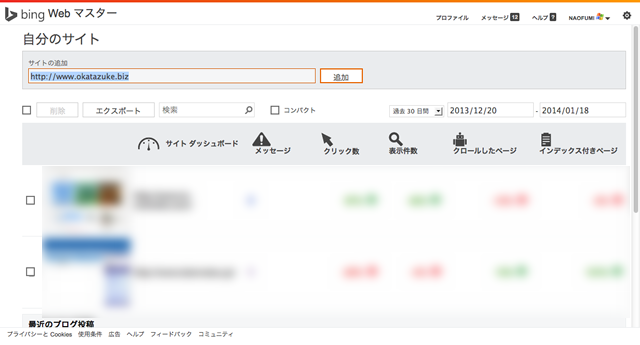 bing Web マスター
プロファイル メッセージ 12 ヘルプ ? NAOFUMI
自分のサイト
サイトの追加
http://www.okatazuke.biz 追加
削除 エクスポート 検索 コンパクト 過去 30 日間 2013/12/20 - 2014/01/18
サイト ダッシュボード メッセージ クリック数 表示件数 クロールしたページ インデックス付きページ
最近のブログ投稿
プライバシーと Cookies 使用条件 広告 ヘルプ フィードバック コミュニティ